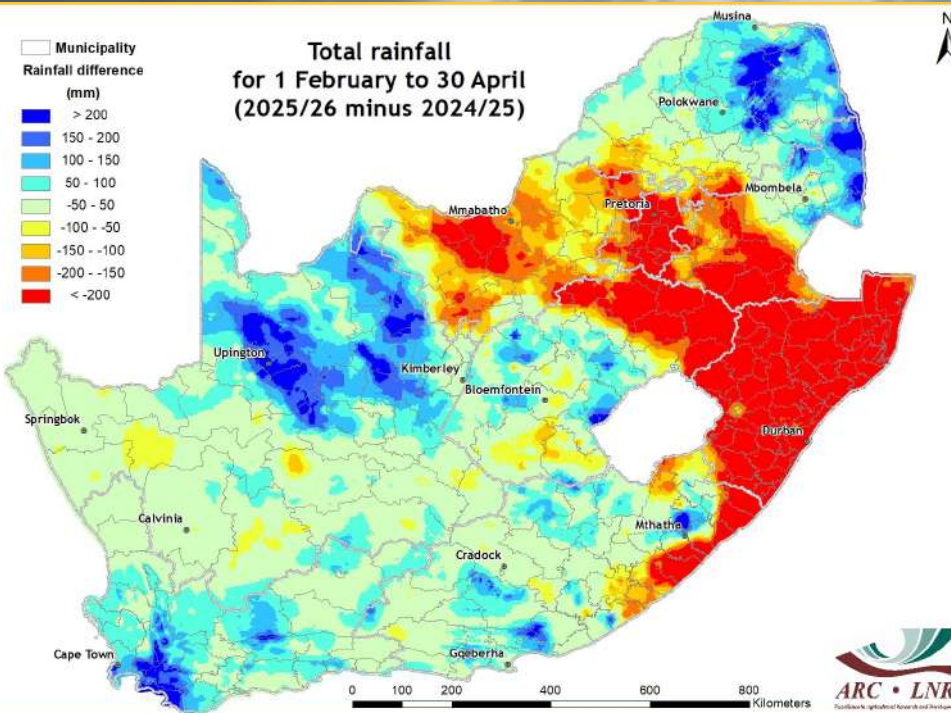 Total rainfall
for 1 February to 30 April
(2025/26 minus 2024/25)
Municipality
Rainfall difference
(mm)
> 200
150 - 200
100 - 150
50 - 100
-50 - 50
-100 - -50
-150 - -100
-200 - -150
< -200
N
Musina
Polokwane
Mbombela
Pretoria
Mmabatho
Upington
Kimberley
Bloemfontein
Springbok
Durban
Calvinia
Mthatha
Cradock
Cape Town
Gqeberha
0 100 200 400 600 800
Kilometers
ARC • LNR